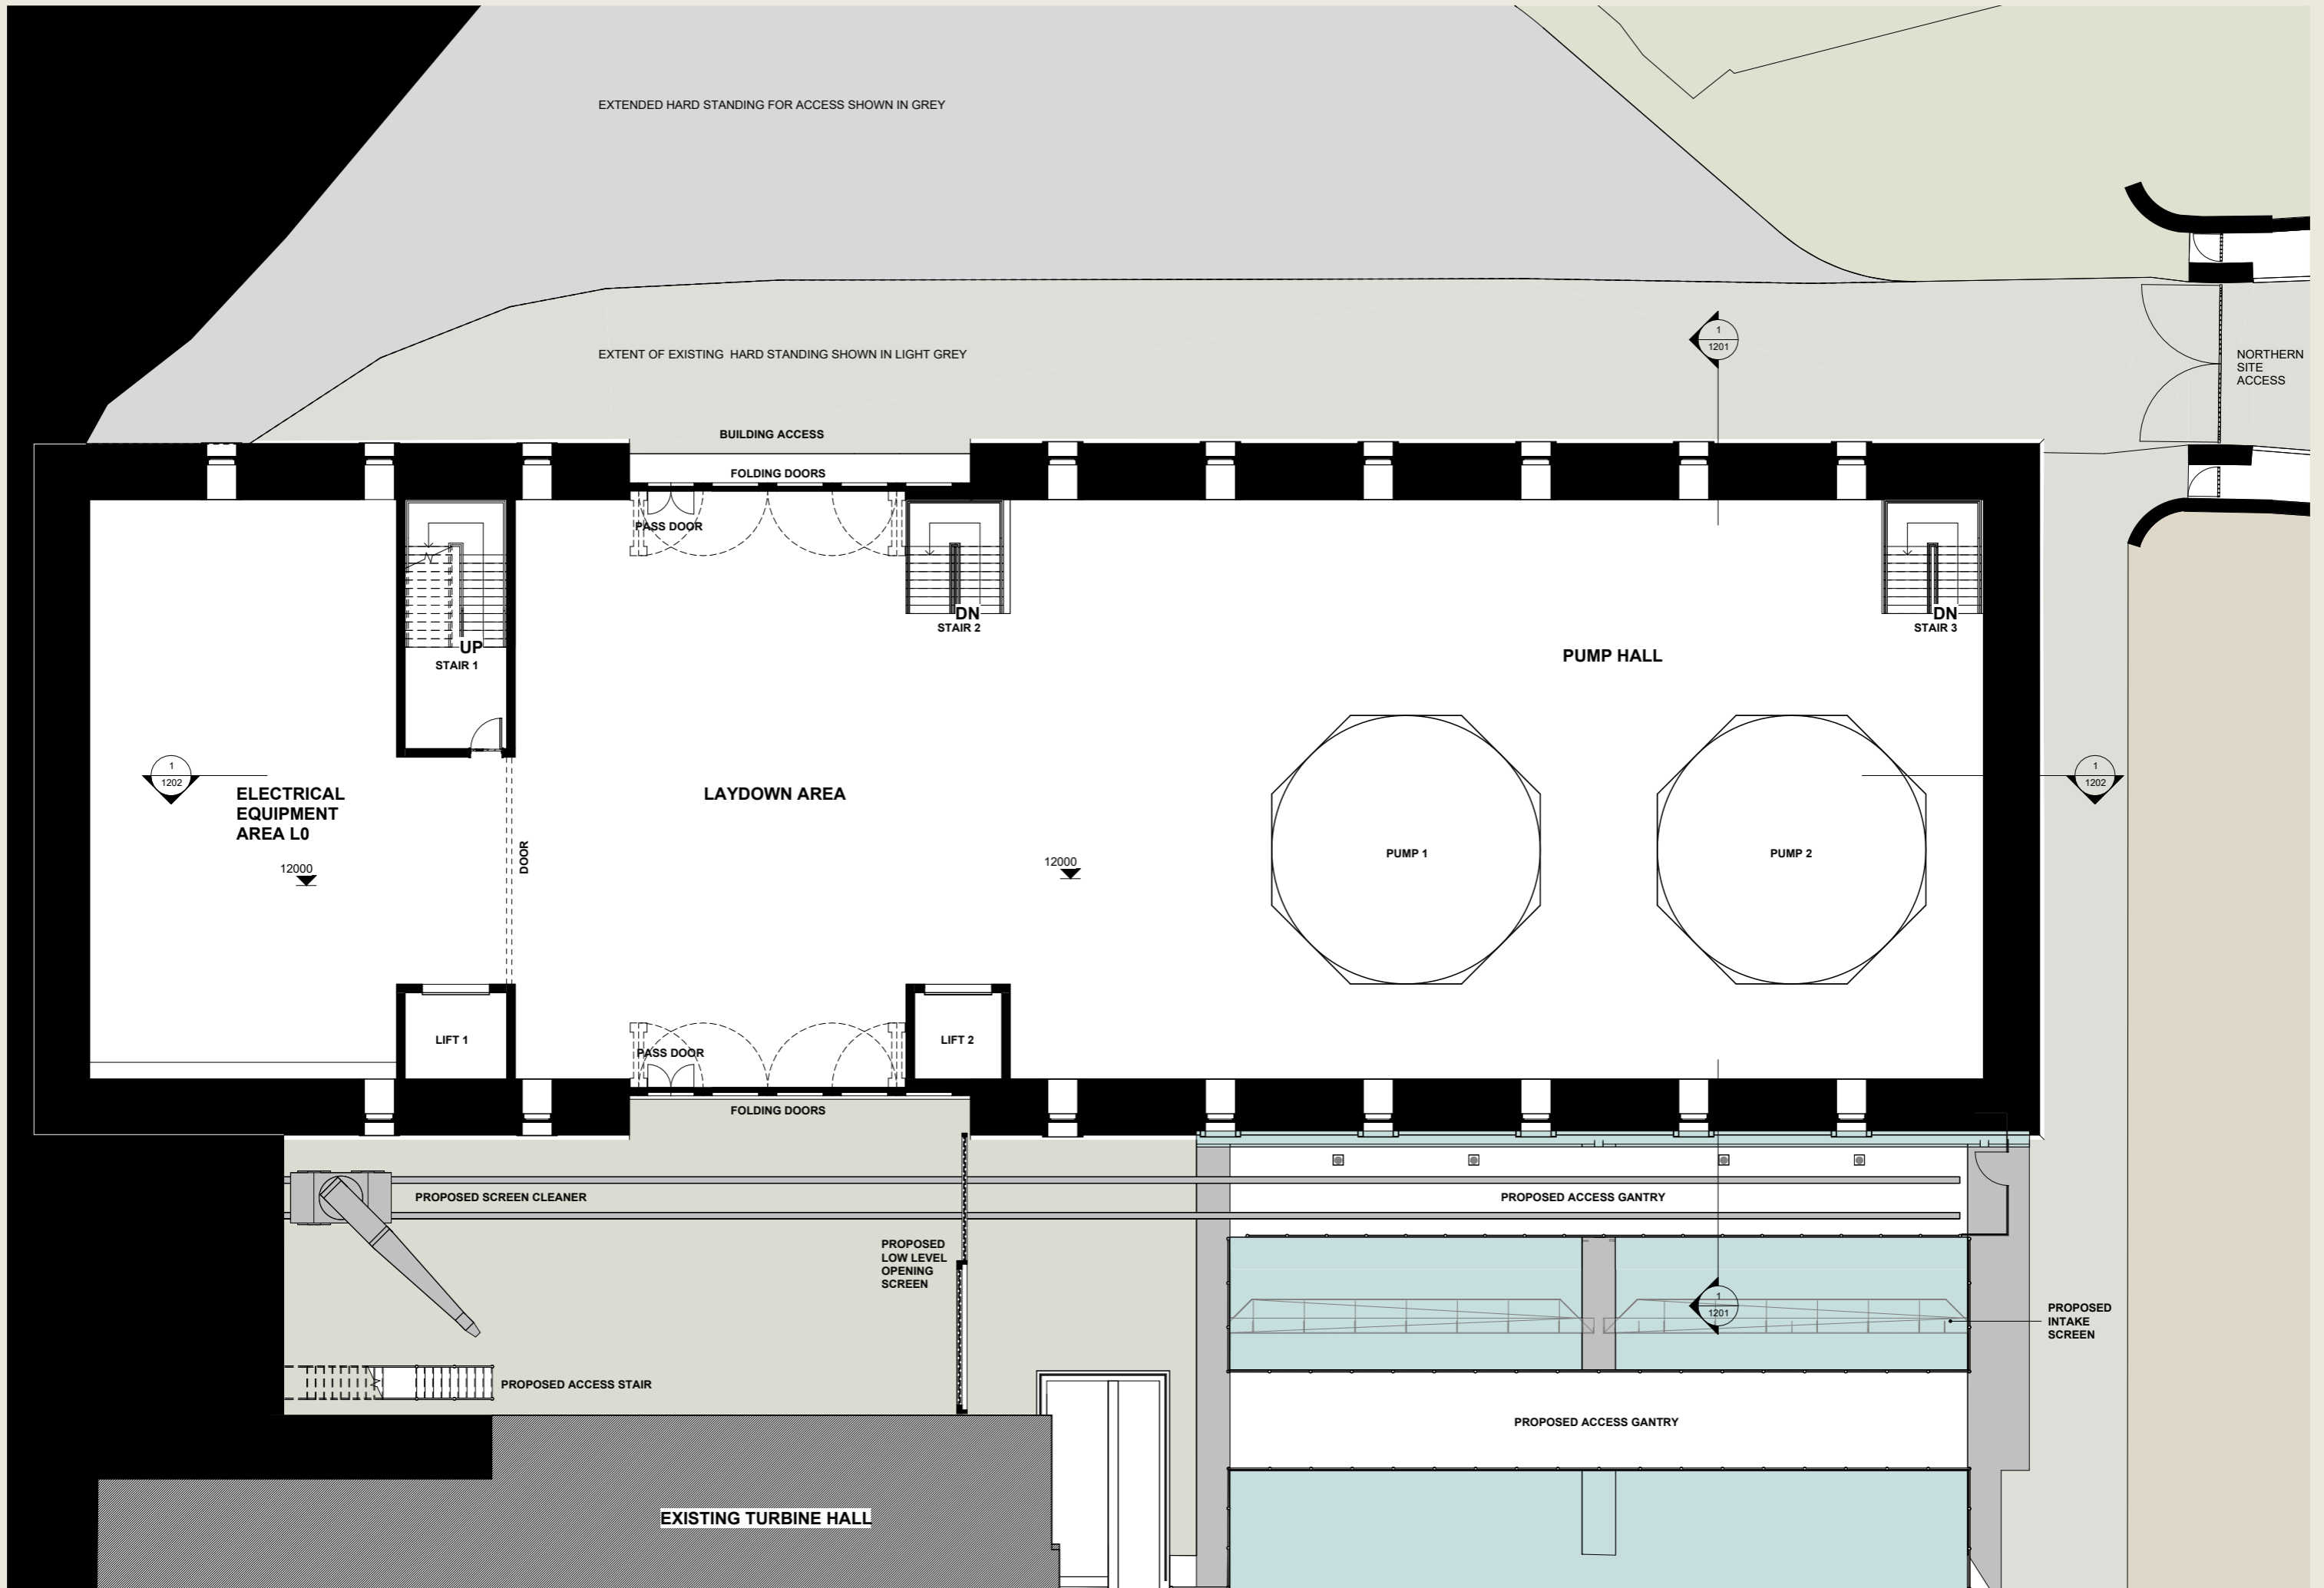 EXTENDED HARD STANDING FOR ACCESS SHOWN IN GREY
EXTENT OF EXISTING HARD STANDING SHOWN IN LIGHT GREY
1
1201
NORTHERN
SITE
ACCESS
BUILDING ACCESS
FOLDING DOORS
PASS DOOR
UP
STAIR 1
DN
STAIR 2
DN
STAIR 3
PUMP HALL
1
1202
ELECTRICAL
EQUIPMENT
AREA L0
12000
DOOR
LAYDOWN AREA
12000
PUMP 1
PUMP 2
1
1202
LIFT 1
PASS DOOR
LIFT 2
FOLDING DOORS
PROPOSED SCREEN CLEANER
PROPOSED ACCESS GANTRY
PROPOSED
LOW LEVEL
OPENING
SCREEN
1
1201
PROPOSED
INTAKE
SCREEN
PROPOSED ACCESS STAIR
PROPOSED ACCESS GANTRY
EXISTING TURBINE HALL